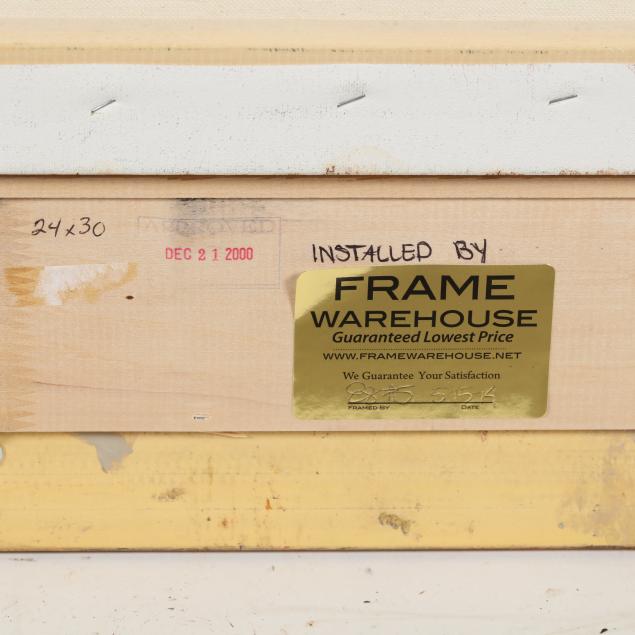 24x30
DEC 21 2000
INSTALLED BY
FRAME
WAREHOUSE
Guaranteed Lowest Price
WWW.FRAMEWAREHOUSE.NET
We Guarantee Your Satisfaction
FRAMED BY DATE